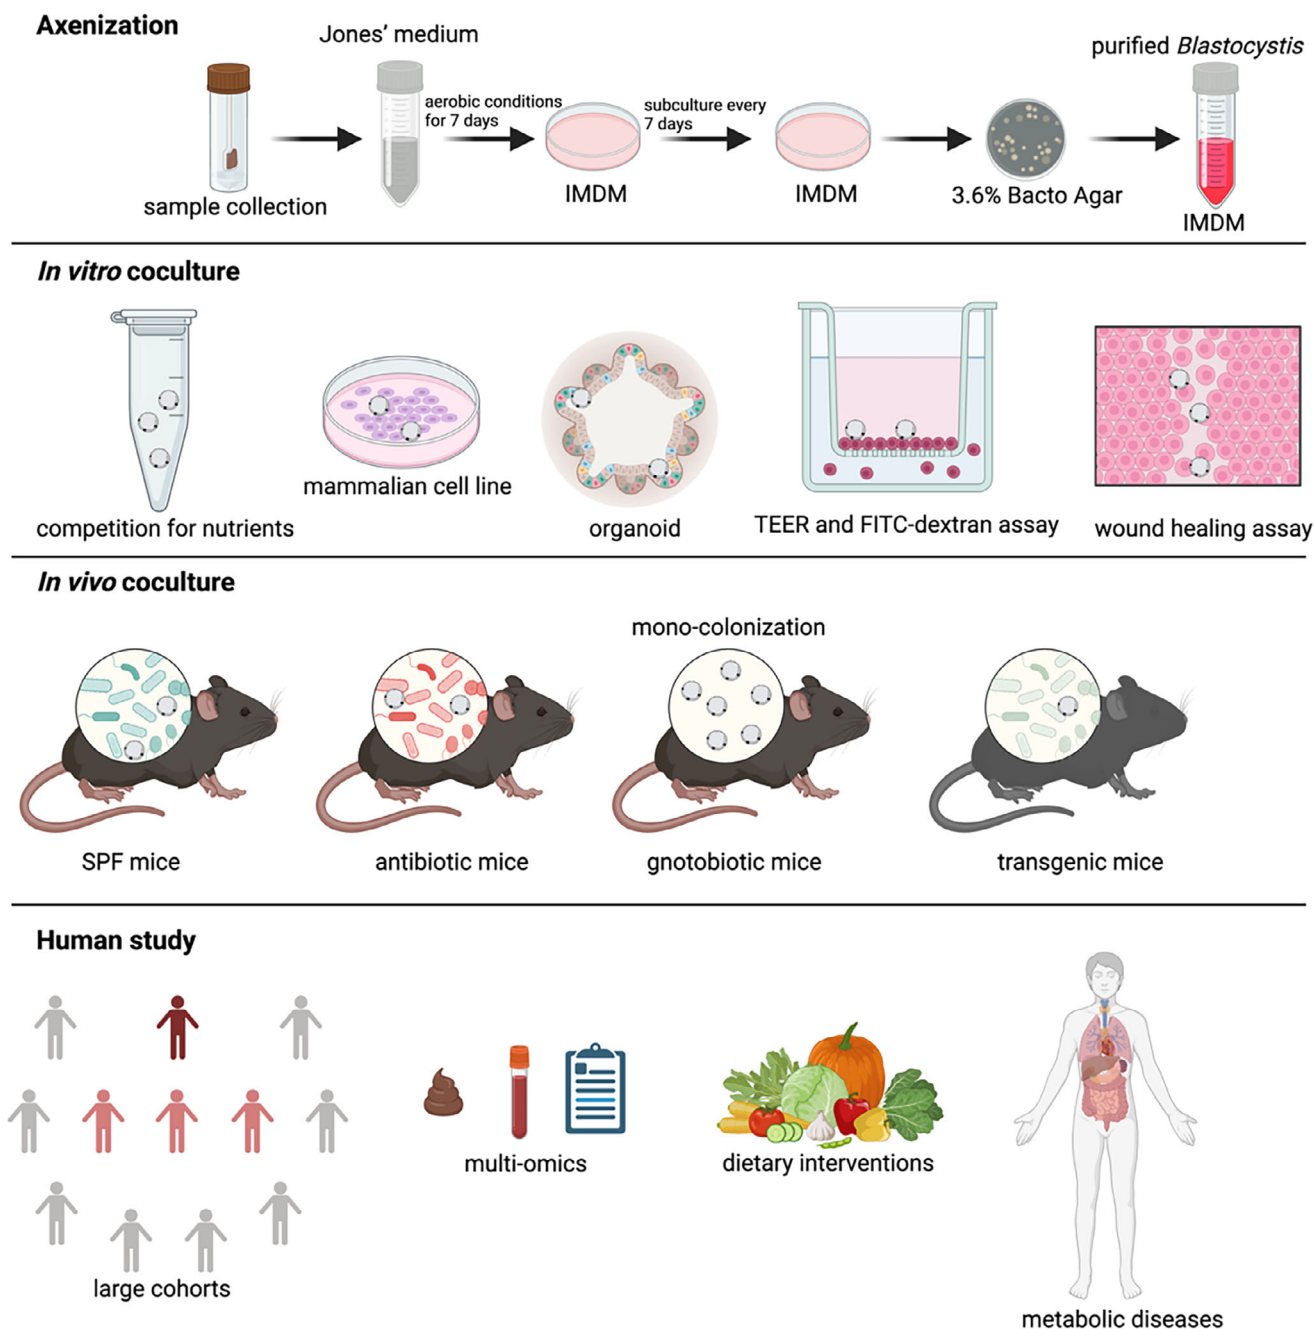 Axenization
Jones' medium
purified Blastocystis
aerobic conditions
for 7 days
subculture every
7 days
sample collection
IMDM
IMDM
3.6% Bacto Agar
IMDM
In vitro coculture
competition for nutrients
mammalian cell line
organoid
TEER and FITC-dextran assay
wound healing assay
In vivo coculture
mono-colonization
SPF mice
antibiotic mice
gnotobiotic mice
transgenic mice
Human study
large cohorts
multi-omics
dietary interventions
metabolic diseases